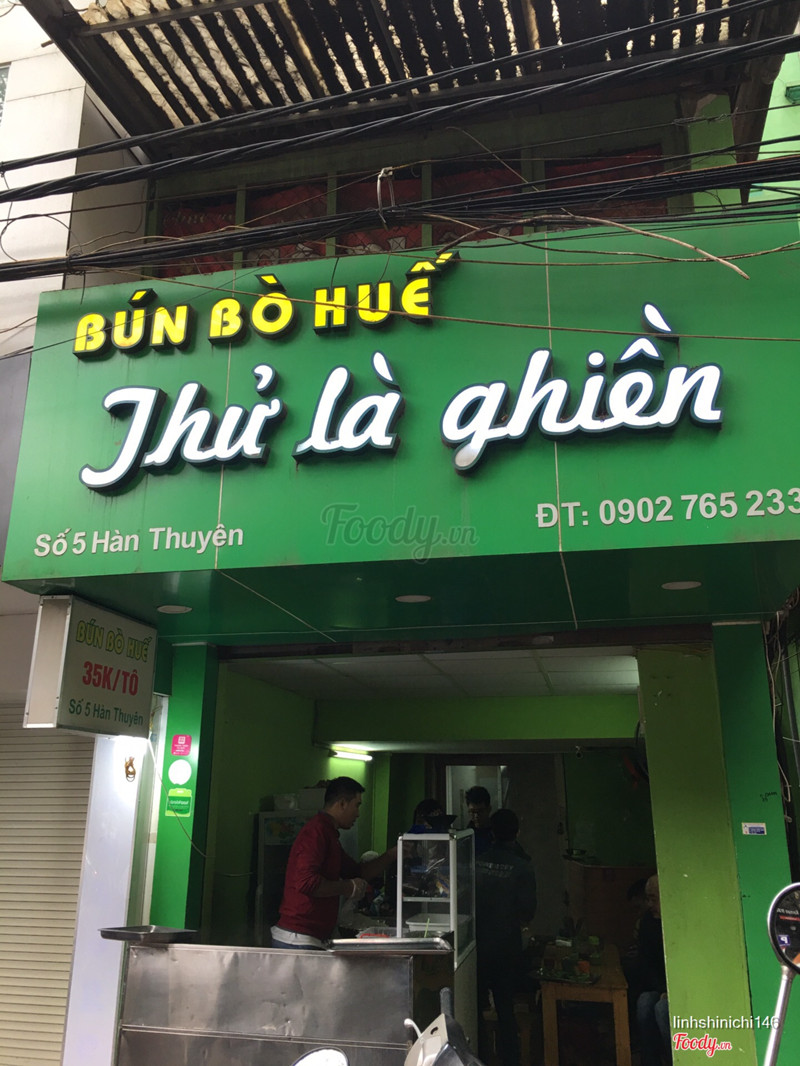 BÚN BÒ HUẾ
Thử là ghiền
Foody.vn
Số 5 Hàn Thuyên
ĐT: 0902 765 233
BÚN BÒ HUẾ
35K/TÔ
Số 5 Hàn Thuyên
linhshinichi146
Foody.vn